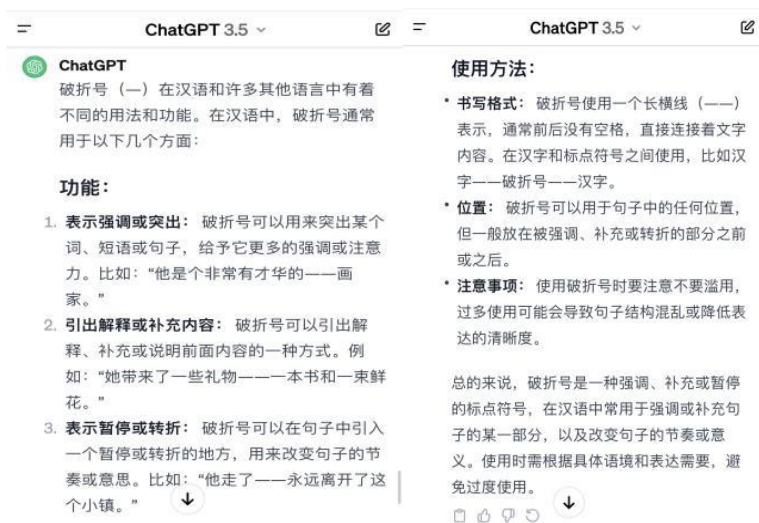 ChatGPT 3.5
ChatGPT
破折号（—）在汉语和许多其他语言中有着
不同的用法和功能。在汉语中，破折号通常
用于以下几个方面：
功能：
1. 表示强调或突出： 破折号可以用来突出某个
词、短语或句子，给予它更多的强调或注意
力。比如：“他是个非常有才华的——画
家。”
2. 引出解释或补充内容： 破折号可以引出解
释、补充或说明前面内容的一种方式。例
如：“她带来了一些礼物——一本书和一束鲜
花。”
3. 表示暂停或转折： 破折号可以在句子中引入
一个暂停或转折的地方，用来改变句子的节
奏或意思。比如：“他走了——永远离开了这
个小镇。”
ChatGPT 3.5
使用方法：
• 书写格式： 破折号使用一个长横线（——）
表示，通常前后没有空格，直接连接着文字
内容。在汉字和标点符号之间使用，比如汉
字——破折号——汉字。
• 位置： 破折号可以用于句子中的任何位置，
但一般放在被强调、补充或转折的部分之前
或之后。
• 注意事项： 使用破折号时要注意不要滥用，
过多使用可能会导致句子结构混乱或降低表
达的清晰度。
总的来说，破折号是一种强调、补充或暂停
的标点符号，在汉语中常用于强调或补充句
子的某一部分，以及改变句子的节奏或意
义。使用时需根据具体语境和表达需要，避
免过度使用。